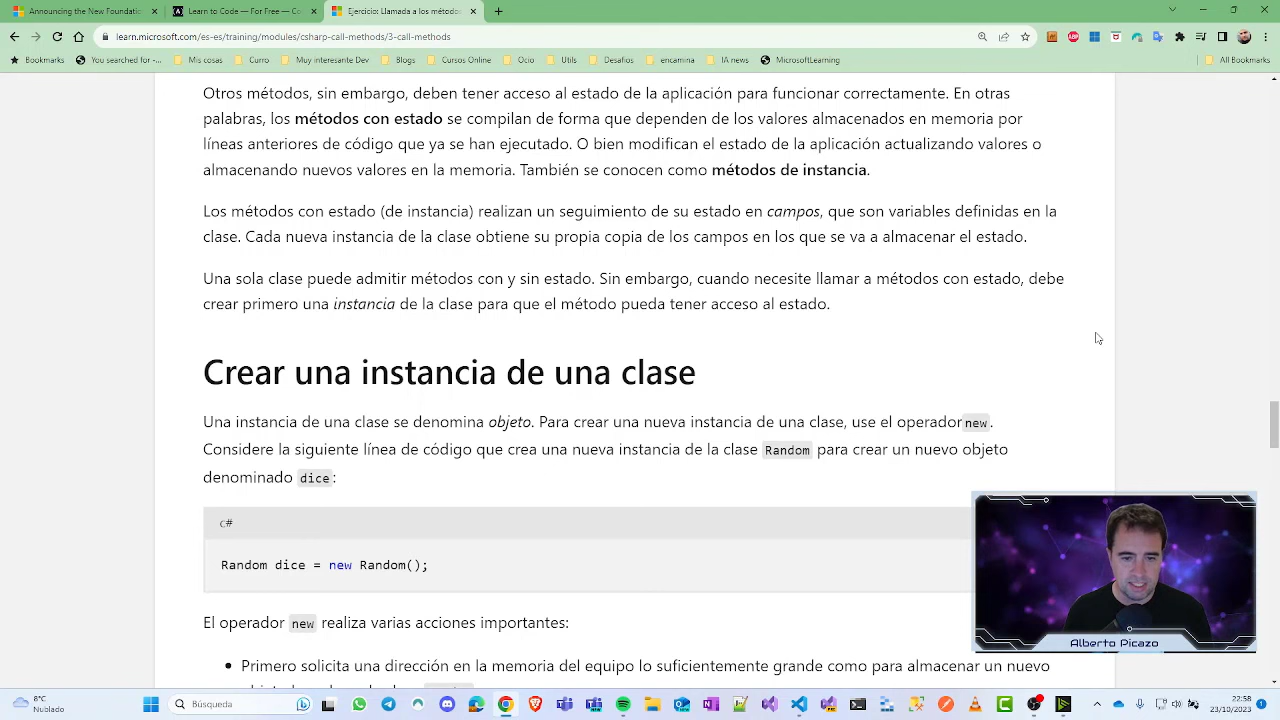 Announcing the New Foundatic
Learn to Code — For Free — Co
Ejercicio: Llamada a los métodos
learn.microsoft.com/es-es/training/modules/csharp-call-methods/3-call-methods
Bookmarks
You searched for -...
Mis cosas
Curro
Muy interesante Dev
Blogs
Cursos Online
Ocio
Utils
Desafios
encamina
IA news
MicrosoftLearning
All Bookmarks
Otros métodos, sin embargo, deben tener acceso al estado de la aplicación para funcionar correctamente. En otras
palabras, los métodos con estado se compilan de forma que dependen de los valores almacenados en memoria por
líneas anteriores de código que ya se han ejecutado. O bien modifican el estado de la aplicación actualizando valores o
almacenando nuevos valores en la memoria. También se conocen como métodos de instancia.
Los métodos con estado (de instancia) realizan un seguimiento de su estado en campos, que son variables definidas en la
clase. Cada nueva instancia de la clase obtiene su propia copia de los campos en los que se va a almacenar el estado.
Una sola clase puede admitir métodos con y sin estado. Sin embargo, cuando necesite llamar a métodos con estado, debe
crear primero una instancia de la clase para que el método pueda tener acceso al estado.
Crear una instancia de una clase
Una instancia de una clase se denomina objeto. Para crear una nueva instancia de una clase, use el operador new.
Considere la siguiente línea de código que crea una nueva instancia de la clase Random para crear un nuevo objeto
denominado dice:
C#
Random dice = new Random();
El operador new realiza varias acciones importantes:
Primero solicita una dirección en la memoria del equipo lo suficientemente grande como para almacenar un nuevo
Alberto Picazo
8°C
Nublado
Búsqueda
22:58
23/10/2023